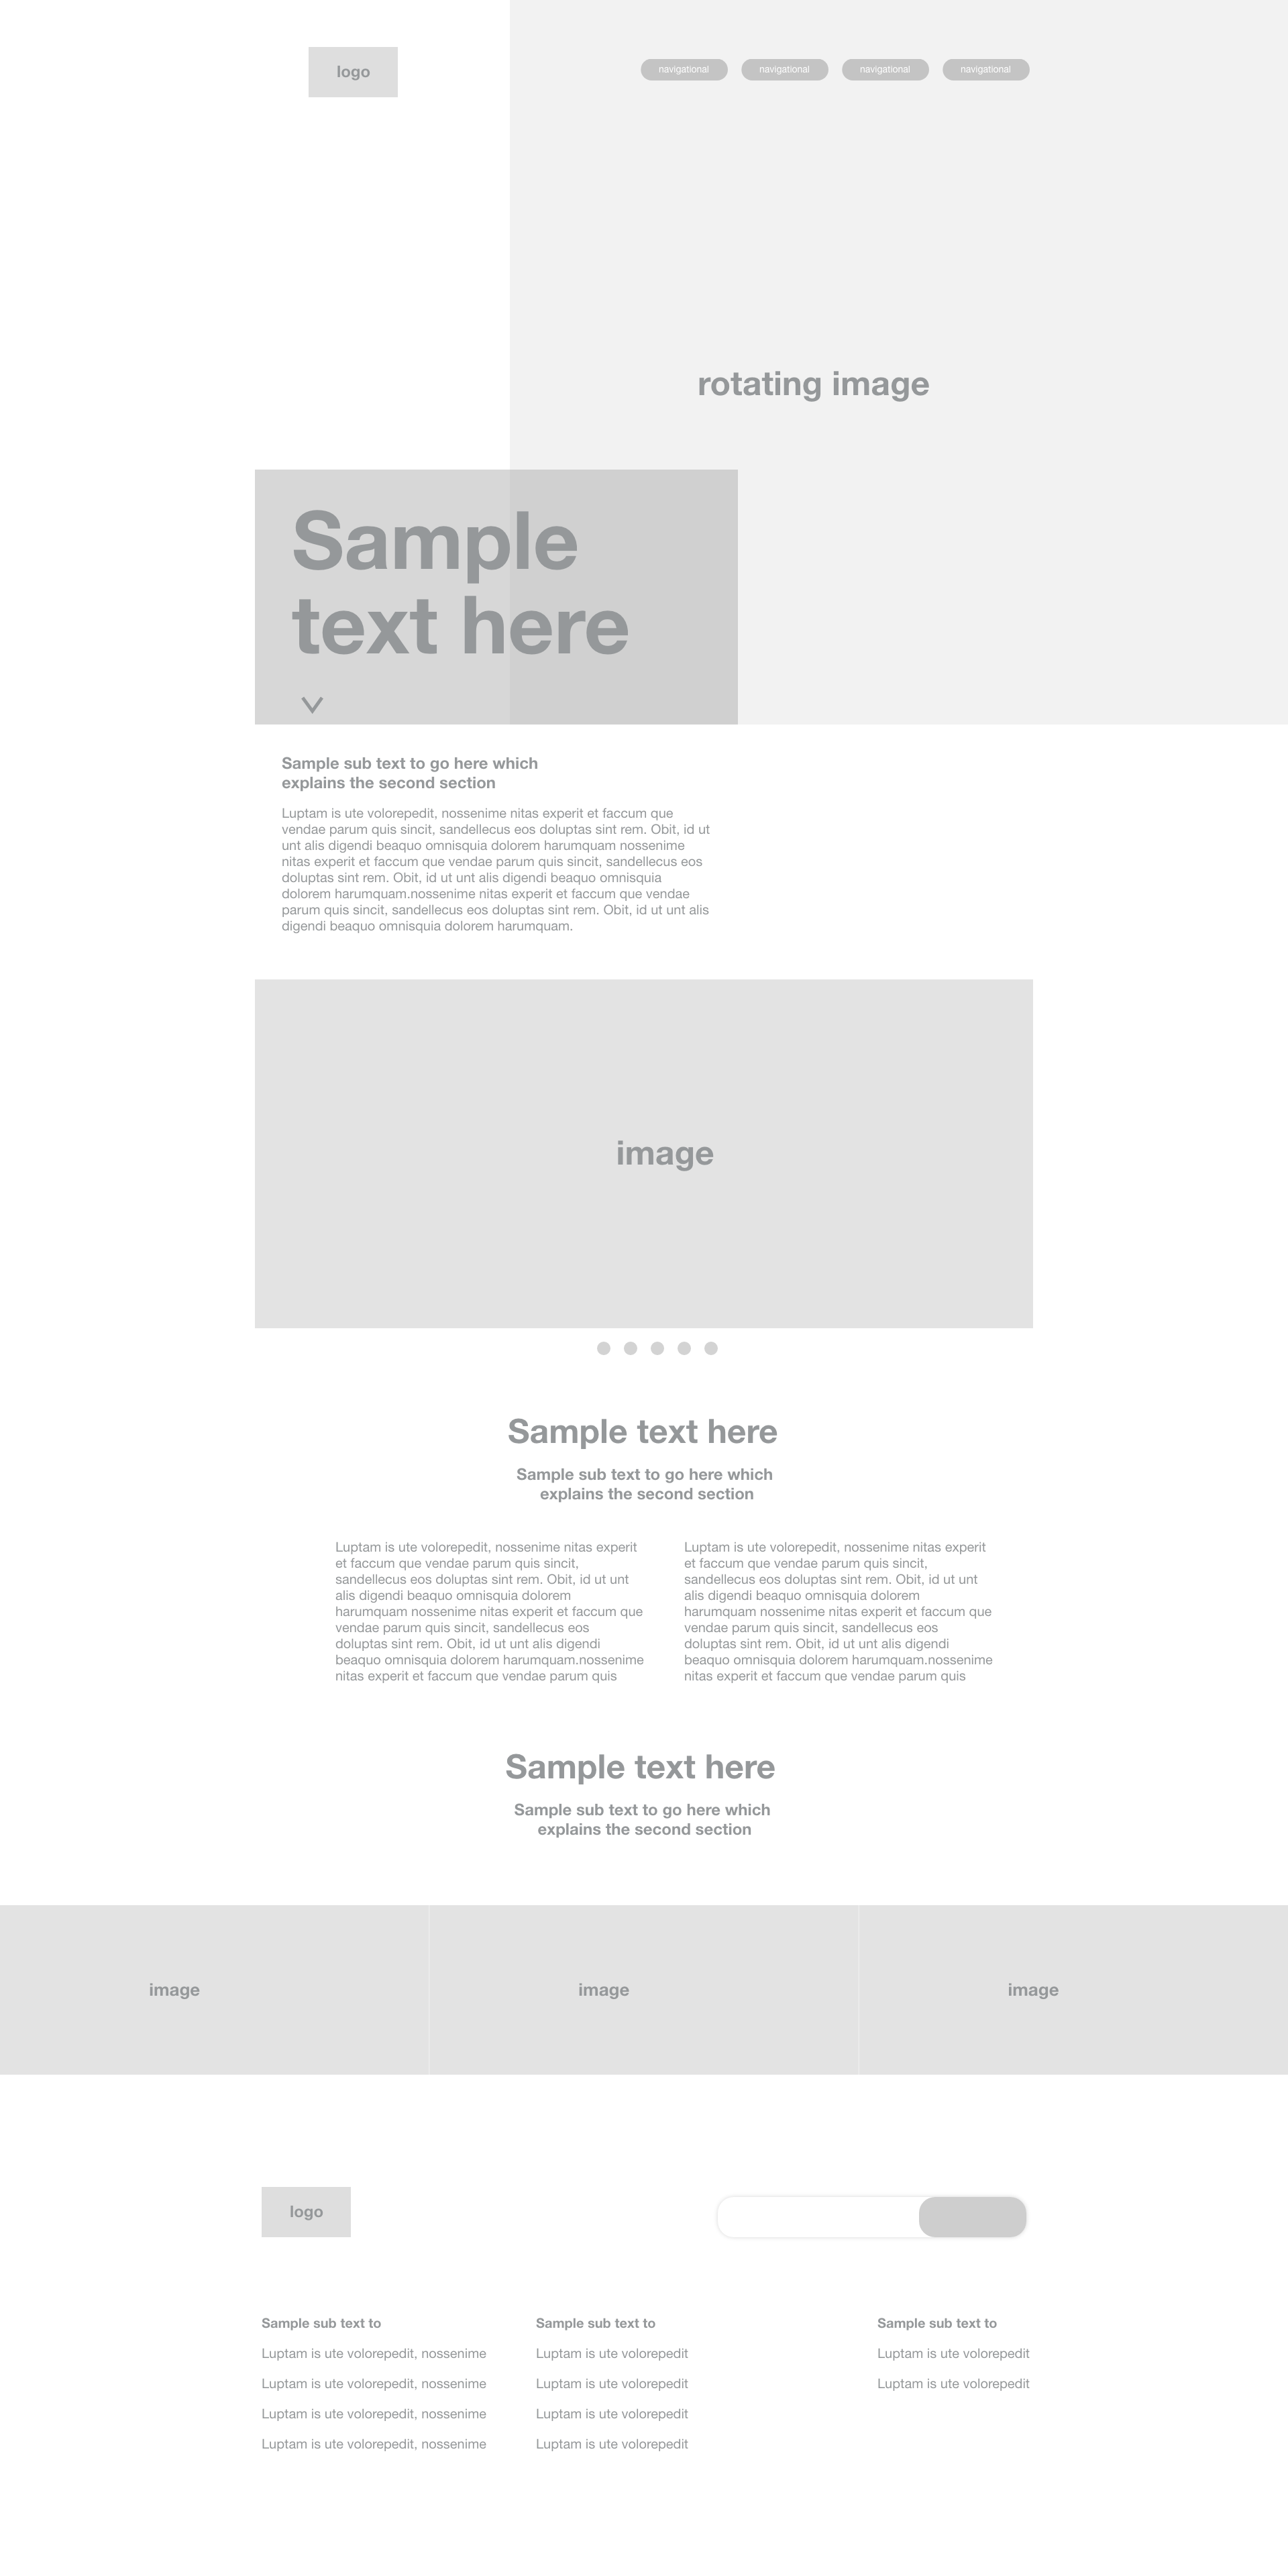 logo
navigational
navigational
navigational
navigational
rotating image
Sample
text here
Sample sub text to go here which
explains the second section
Luptam is ute volorepedit, nossenime nitas experit et faccum que
vendae parum quis sincit, sandellecus eos doluptas sint rem. Obit, id ut
unt alis digendi beaquo omnisquia dolorem harumquam nossenime
nitas experit et faccum que vendae parum quis sincit, sandellecus eos
doluptas sint rem. Obit, id ut unt alis digendi beaquo omnisquia
dolorem harumquam.nossenime nitas experit et faccum que vendae
parum quis sincit, sandellecus eos doluptas sint rem. Obit, id ut unt alis
digendi beaquo omnisquia dolorem harumquam.
image
Sample text here
Sample sub text to go here which
explains the second section
Luptam is ute volorepedit, nossenime nitas experit
et faccum que vendae parum quis sincit,
sandellecus eos doluptas sint rem. Obit, id ut unt
alis digendi beaquo omnisquia dolorem
harumquam nossenime nitas experit et faccum que
vendae parum quis sincit, sandellecus eos
doluptas sint rem. Obit, id ut unt alis digendi
beaquo omnisquia dolorem harumquam.nossenime
nitas experit et faccum que vendae parum quis
Luptam is ute volorepedit, nossenime nitas experit
et faccum que vendae parum quis sincit,
sandellecus eos doluptas sint rem. Obit, id ut unt
alis digendi beaquo omnisquia dolorem
harumquam nossenime nitas experit et faccum que
vendae parum quis sincit, sandellecus eos
doluptas sint rem. Obit, id ut unt alis digendi
beaquo omnisquia dolorem harumquam.nossenime
nitas experit et faccum que vendae parum quis
Sample text here
Sample sub text to go here which
explains the second section
image
image
image
logo
Sample sub text to
Luptam is ute volorepedit, nossenime
Luptam is ute volorepedit, nossenime
Luptam is ute volorepedit, nossenime
Luptam is ute volorepedit, nossenime
Sample sub text to
Luptam is ute volorepedit
Luptam is ute volorepedit
Luptam is ute volorepedit
Luptam is ute volorepedit
Sample sub text to
Luptam is ute volorepedit
Luptam is ute volorepedit